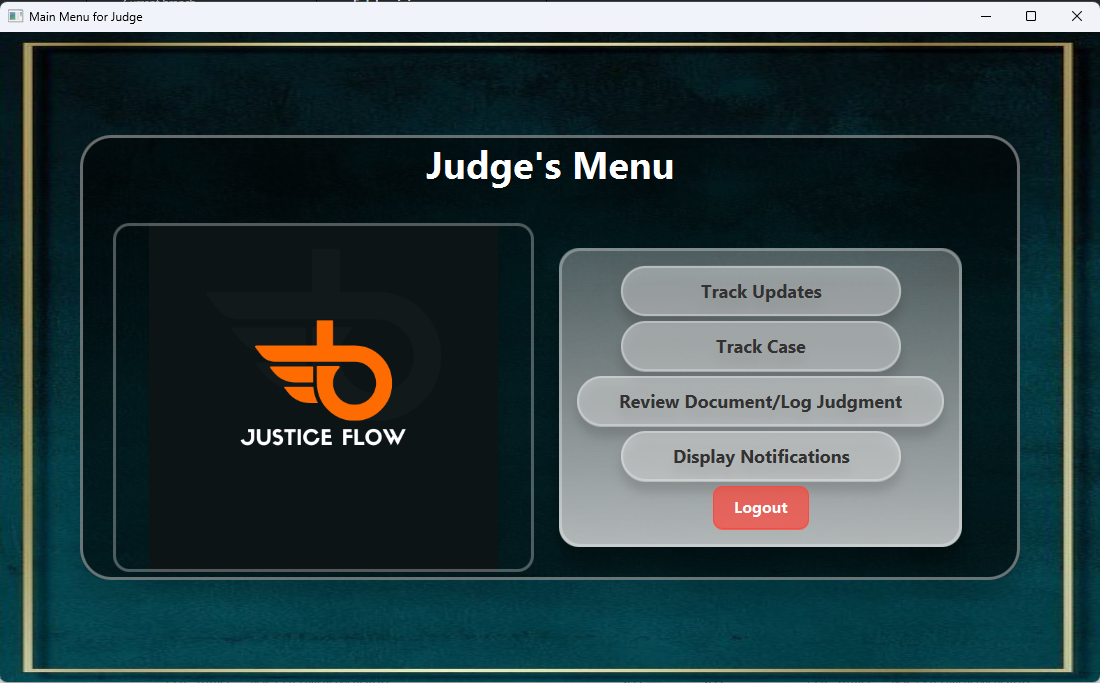 Main Menu for Judge
Judge's Menu
JUSTICE FLOW
Track Updates
Track Case
Review Document/Log Judgment
Display Notifications
Logout